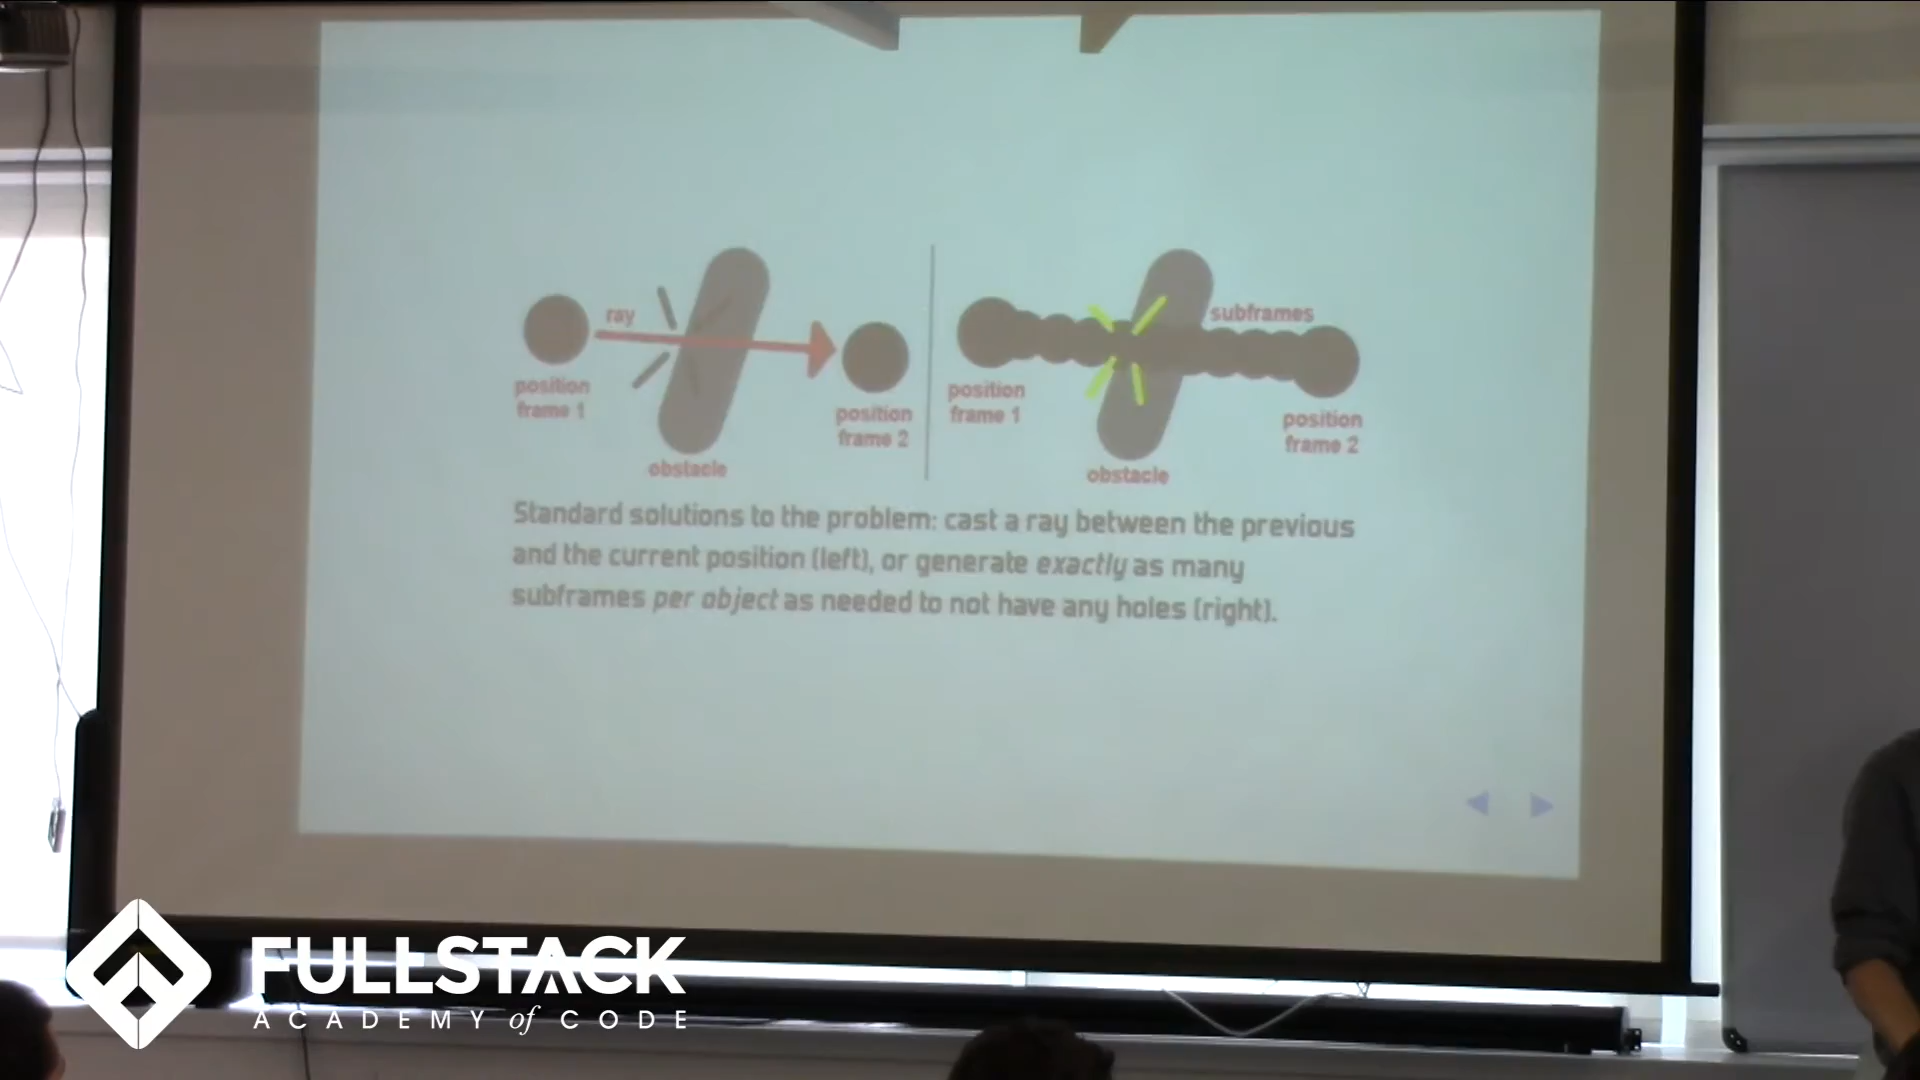 ray
subframes
position
frame 1
position
frame 2
obstacle
position
frame 1
position
frame 2
obstacle
Standard solutions to the problem: cast a ray between the previous
and the current position (left), or generate exactly as many
subframes per object as needed to not have any holes (right).
FULLSTACK
ACADEMY of CODE